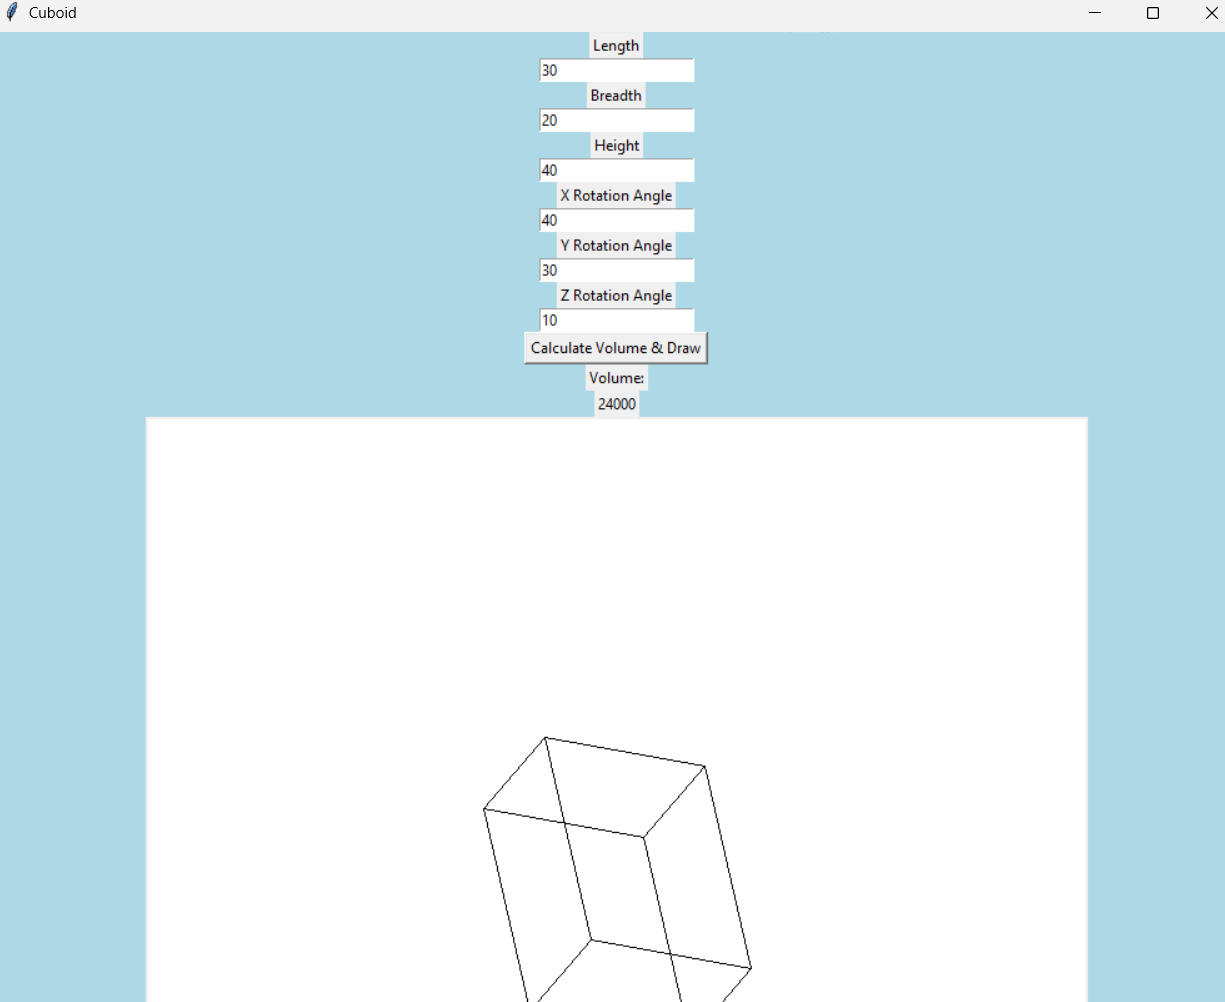 Cuboid
Length
30
Breadth
20
Height
40
X Rotation Angle
40
Y Rotation Angle
30
Z Rotation Angle
10
Calculate Volume & Draw
Volume:
24000